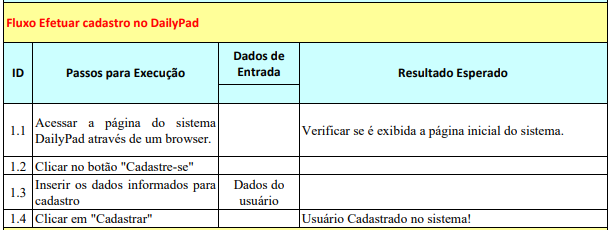 Fluxo Efetuar cadastro no DailyPad
ID
Passos para Execução
Dados de
Entrada
Resultado Esperado
1.1
Acessar a página do sistema
DailyPad através de um browser.
Verificar se é exibida a página inicial do sistema.
1.2
Clicar no botão "Cadastre-se"
1.3
Inserir os dados informados para
cadastro
Dados do
usuário
1.4
Clicar em "Cadastrar"
Usuário Cadastrado no sistema!